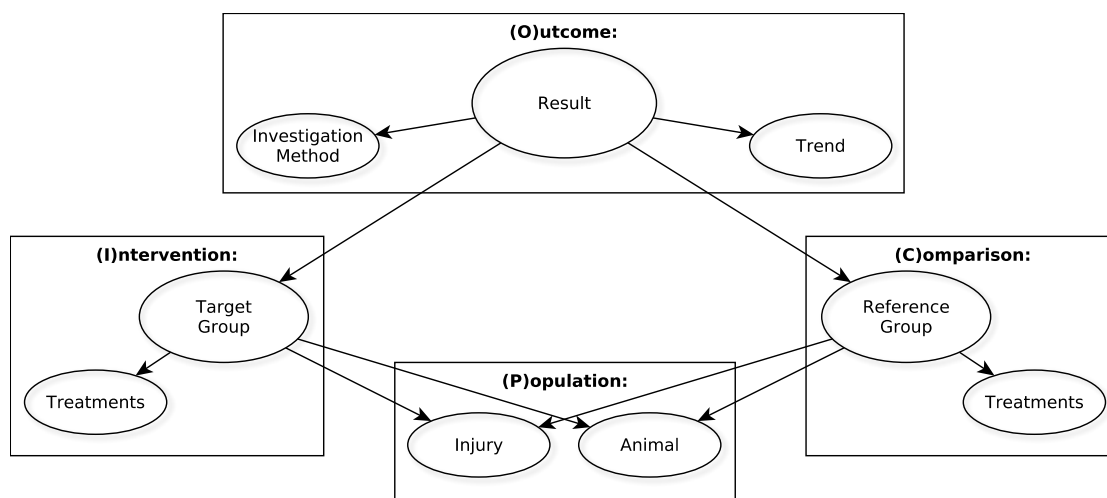 (O)utcome:
Result
Investigation
Method
Trend
(I)ntervention:
Target
Group
Treatments
(C)omparison:
Reference
Group
Treatments
(P)opulation:
Injury
Animal